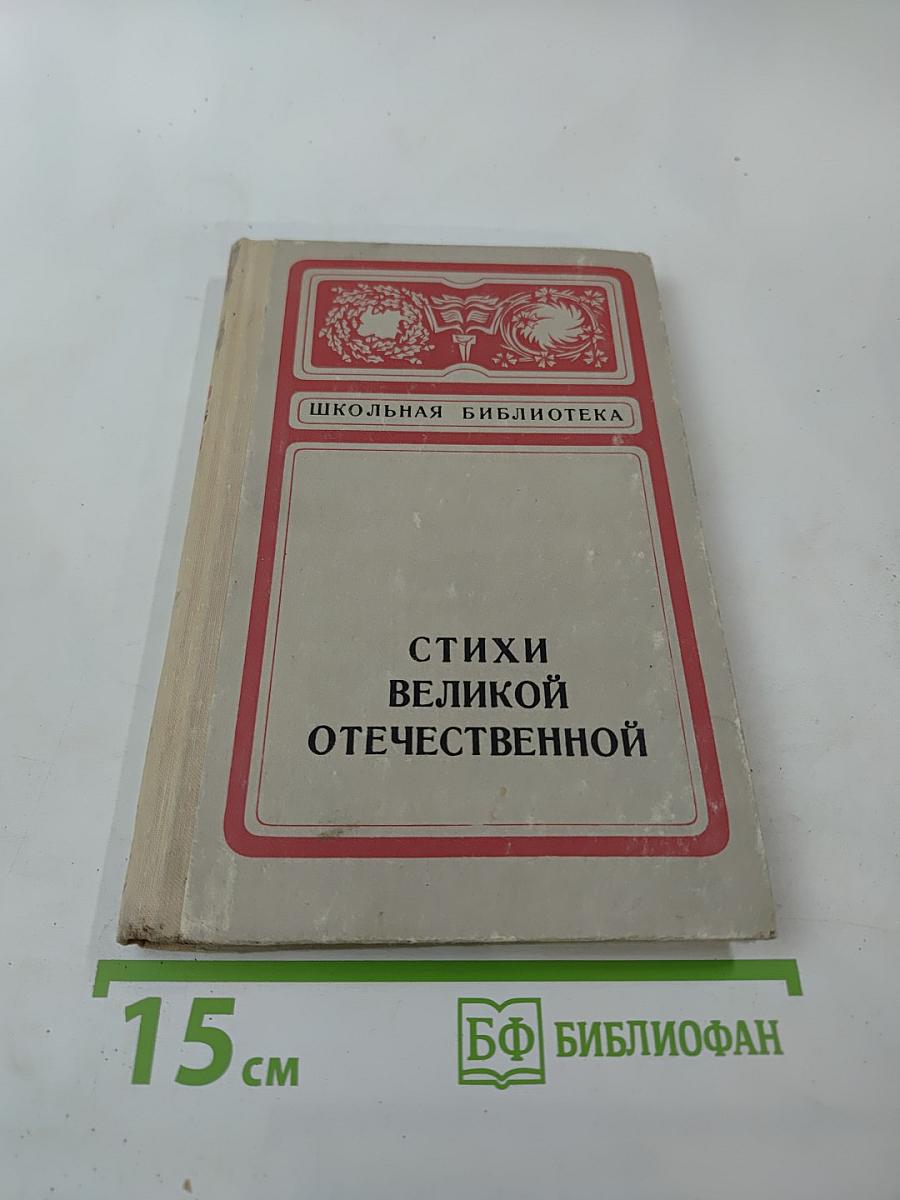 ШКОЛЬНАЯ БИБЛИОТЕКА
СТИХИ
ВЕЛИКОЙ
ОТЕЧЕСТВЕННОЙ
15 см
БФ БИБЛИОФАН